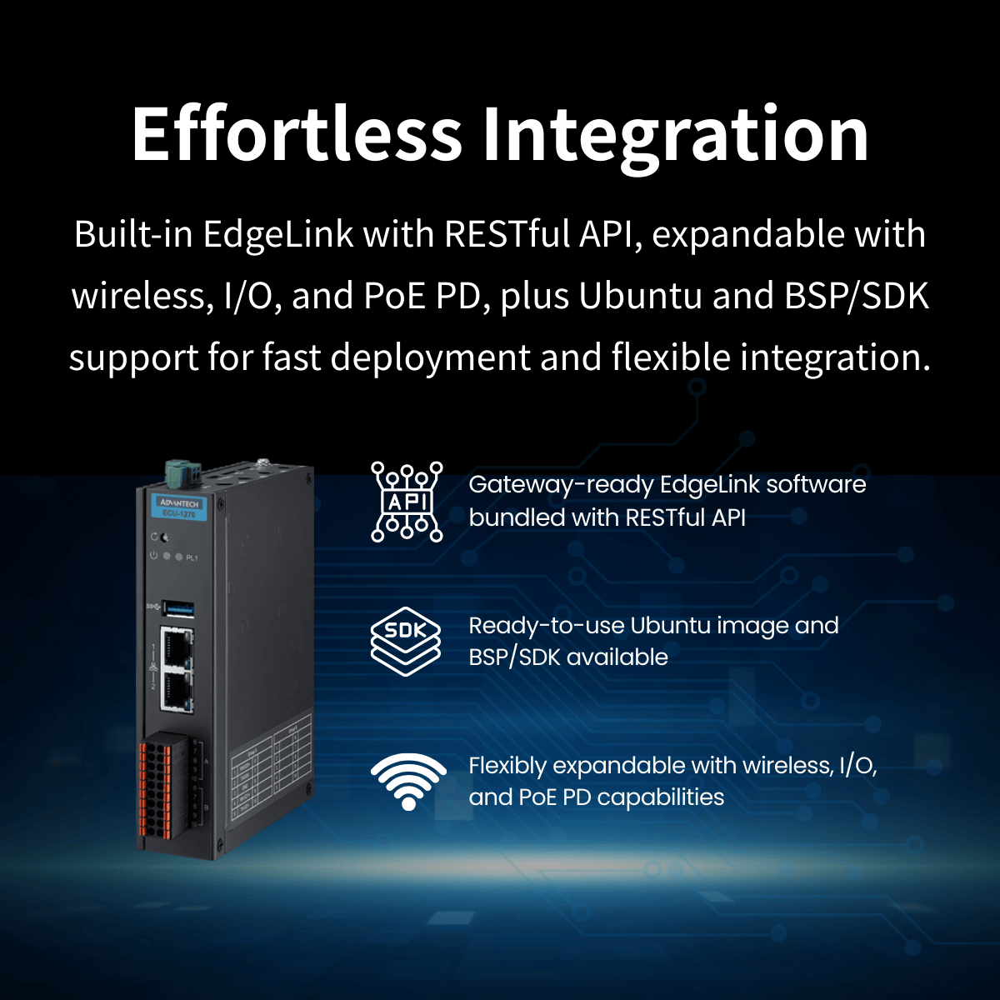 Effortless Integration
Built-in EdgeLink with RESTful API, expandable with
wireless, I/O, and PoE PD, plus Ubuntu and BSP/SDK
support for fast deployment and flexible integration.
ADVANTECH
ECU-1270
PL1
1
2
A
B
API
Gateway-ready EdgeLink software
bundled with RESTful API
SDK
Ready-to-use Ubuntu image and
BSP/SDK available
Flexibly expandable with wireless, I/O,
and PoE PD capabilities